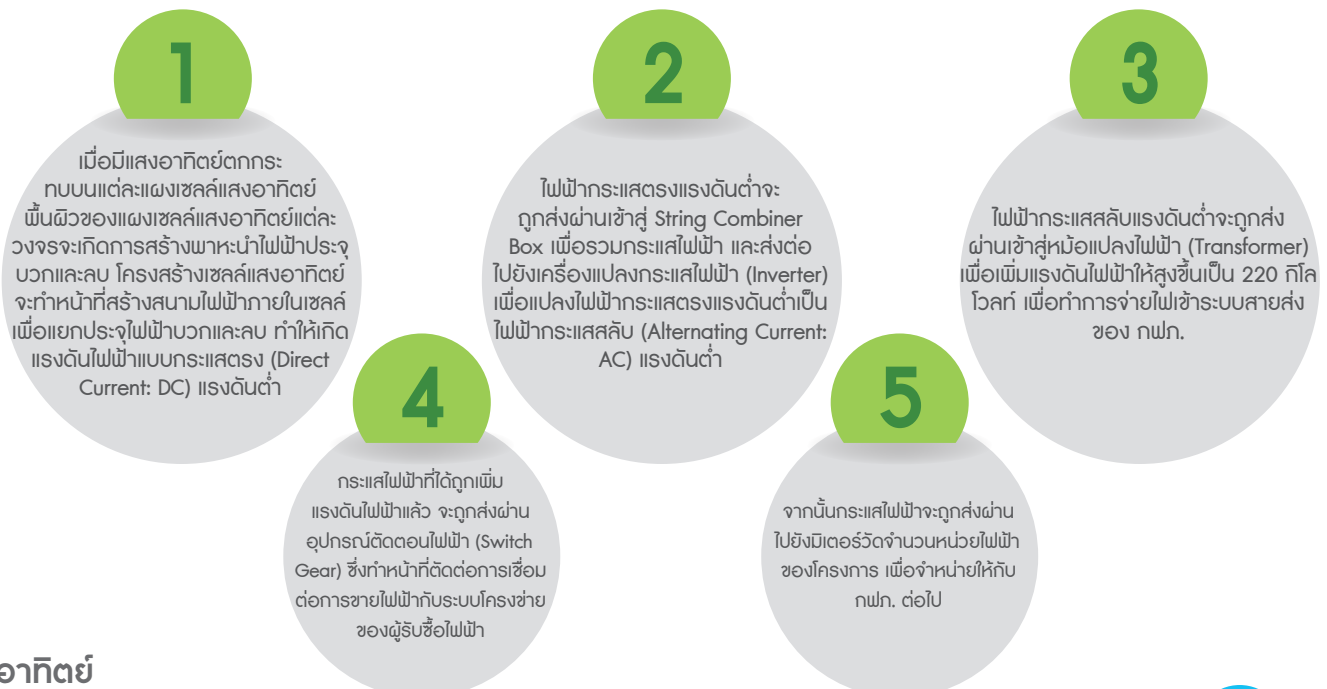 1
เมื่อมีแสงอาทิตย์ตกกระ
ทบบนแต่ละแผงเซลล์แสงอาทิตย์
พื้นผิวของแผงเซลล์แสงอาทิตย์แต่ละ
วงจรจะเกิดการสร้างพาหะนำไฟฟ้าประจุ
บวกและลบ โครงสร้างเซลล์แสงอาทิตย์
จะทำหน้าที่สร้างสนามไฟฟ้าภายในเซลล์
เพื่อแยกประจุไฟฟ้าบวกและลบ ทำให้เกิด
แรงดันไฟฟ้าแบบกระแสตรง (Direct
Current: DC) แรงดันต่ำ
2
ไฟฟ้ากระแสตรงแรงดันต่ำจะ
ถูกส่งผ่านเข้าสู่ String Combiner
Box เพื่อรวมกระแสไฟฟ้า และส่งต่อ
ไปยังเครื่องแปลงกระแสไฟฟ้า (Inverter)
เพื่อแปลงไฟฟ้ากระแสตรงแรงดันต่ำเป็น
ไฟฟ้ากระแสสลับ (Alternating Current:
AC) แรงดันต่ำ
3
ไฟฟ้ากระแสสลับแรงดันต่ำจะถูกส่ง
ผ่านเข้าสู่หม้อแปลงไฟฟ้า (Transformer)
เพื่อเพิ่มแรงดันไฟฟ้าให้สูงขึ้นเป็น 220 กิโล
โวลท์ เพื่อทำการจ่ายไฟเข้าระบบสายส่ง
ของ กฟภ.
4
กระแสไฟฟ้าที่ได้ถูกเพิ่ม
แรงดันไฟฟ้าแล้ว จะถูกส่งผ่าน
อุปกรณ์ตัดตอนไฟฟ้า (Switch
Gear) ซึ่งทำหน้าที่ตัดต่อการเชื่อม
ต่อการขายไฟฟ้ากับระบบโครงข่าย
ของผู้รับซื้อไฟฟ้า
5
จากนั้นกระแสไฟฟ้าจะถูกส่งผ่าน
ไปยังมิเตอร์วัดจำนวนหน่วยไฟฟ้า
ของโครงการ เพื่อจำหน่ายให้กับ
กฟภ. ต่อไป
อาทิตย์